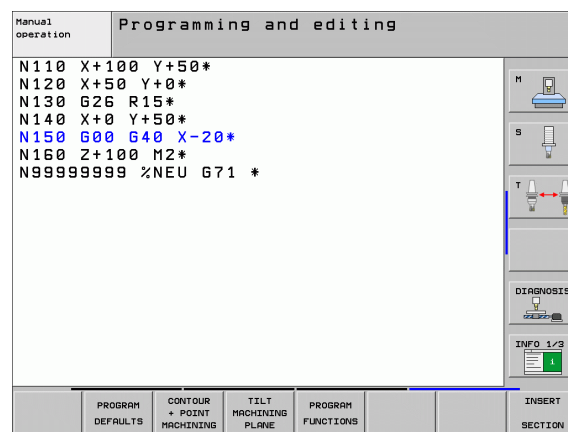 Manual
operation
Programming and editing
N110 X+100 Y+50*
N120 X+50 Y+0*
N130 G26 R15*
N140 X+0 Y+50*
N150 G00 G40 X-20*
N160 Z+100 M2*
N99999999 %NEU G71 *
M
S
T
DIAGNOSIS
INFO 1/3
i
PROGRAM
DEFAULTS
CONTOUR
+ POINT
MACHINING
TILT
MACHINING
PLANE
PROGRAM
FUNCTIONS
INSERT
SECTION